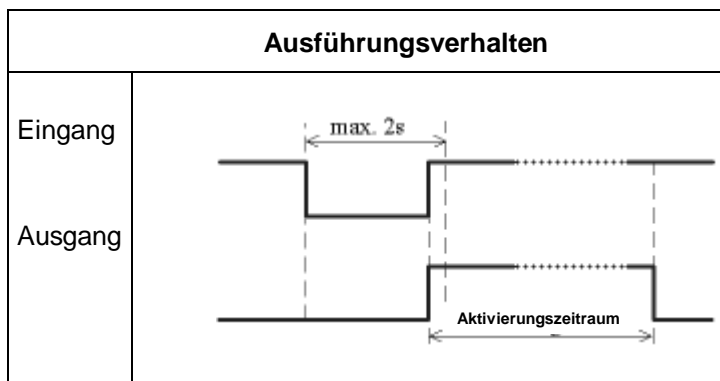 Ausführungsverhalten
Eingang
max. 2s
Ausgang
Aktivierungszeitraum